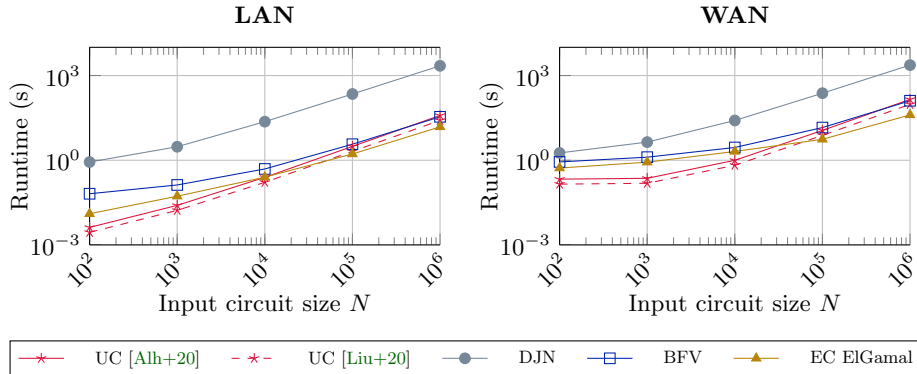 LAN
Runtime (s)
10^3
10^0
10^−3
10^2 10^3 10^4 10^5 10^6
Input circuit size N
WAN
Runtime (s)
10^3
10^0
10^−3
10^2 10^3 10^4 10^5 10^6
Input circuit size N
UC [Alh+20] UC [Liu+20] DJN BFV EC ElGamal